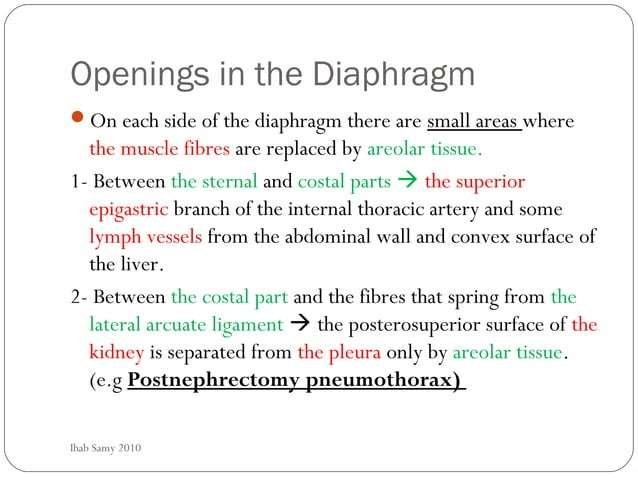 Openings in the Diaphragm
On each side of the diaphragm there are small areas where
the muscle fibres are replaced by areolar tissue.
1- Between the sternal and costal parts → the superior
epigastric branch of the internal thoracic artery and some
lymph vessels from the abdominal wall and convex surface of
the liver.
2- Between the costal part and the fibres that spring from the
lateral arcuate ligament → the posterosuperior surface of the
kidney is separated from the pleura only by areolar tissue.
(e.g Postnephrectomy pneumothorax)
Ihab Samy 2010